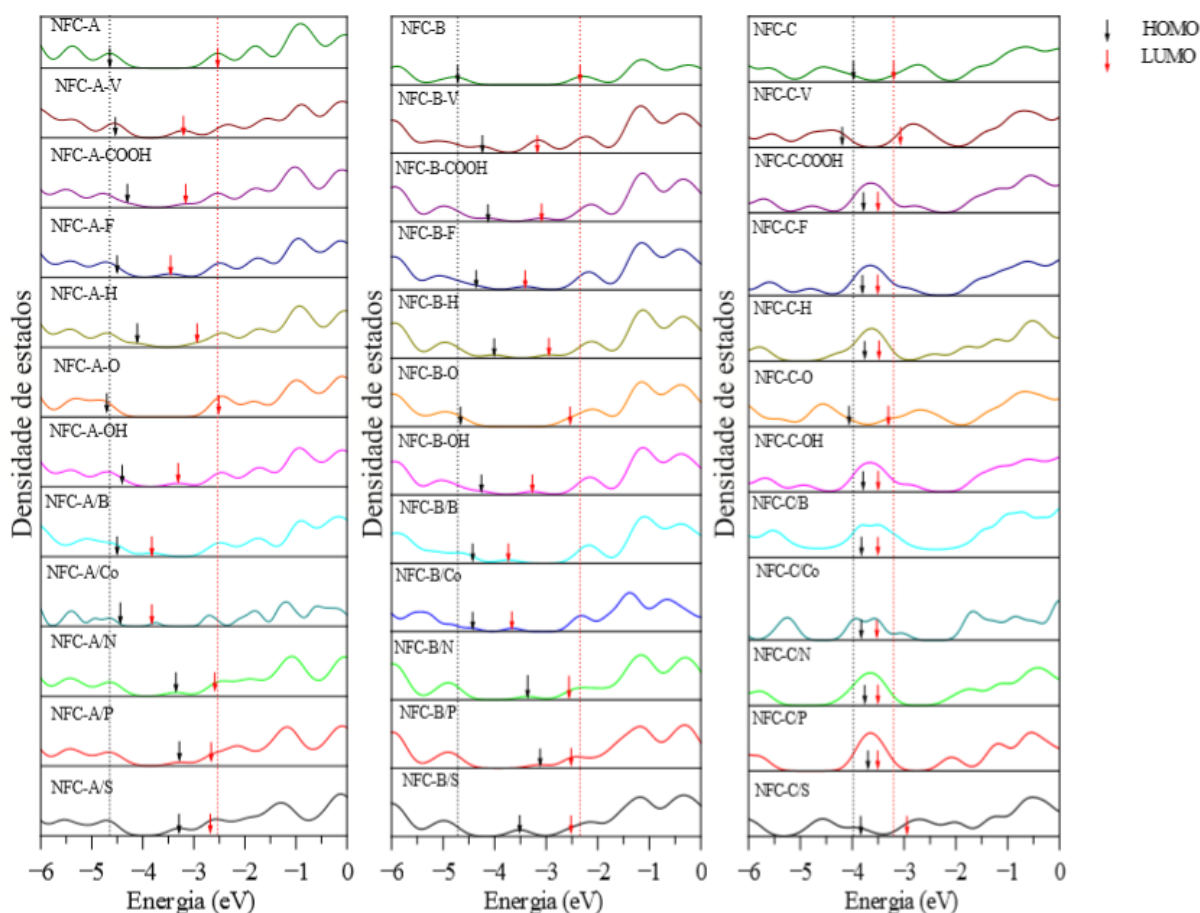 HOMO
LUMO
Densidade de estados
NFC-A
NFC-A-V
NFC-A-COOH
NFC-A-F
NFC-A-H
NFC-A-O
NFC-A-OH
NFC-A/B
NFC-A/Co
NFC-A/N
NFC-A/P
NFC-A/S
−6 −5 −4 −3 −2 −1 0
Energia (eV)
Densidade de estados
NFC-B
NFC-B-V
NFC-B-COOH
NFC-B-F
NFC-B-H
NFC-B-O
NFC-B-OH
NFC-B/B
NFC-B/Co
NFC-B/N
NFC-B/P
NFC-B/S
−6 −5 −4 −3 −2 −1 0
Energia (eV)
Densidade de estados
NFC-C
NFC-C-V
NFC-C-COOH
NFC-C-F
NFC-C-H
NFC-C-O
NFC-C-OH
NFC-C/B
NFC-C/Co
NFC-C/N
NFC-C/P
NFC-C/S
−6 −5 −4 −3 −2 −1 0
Energia (eV)